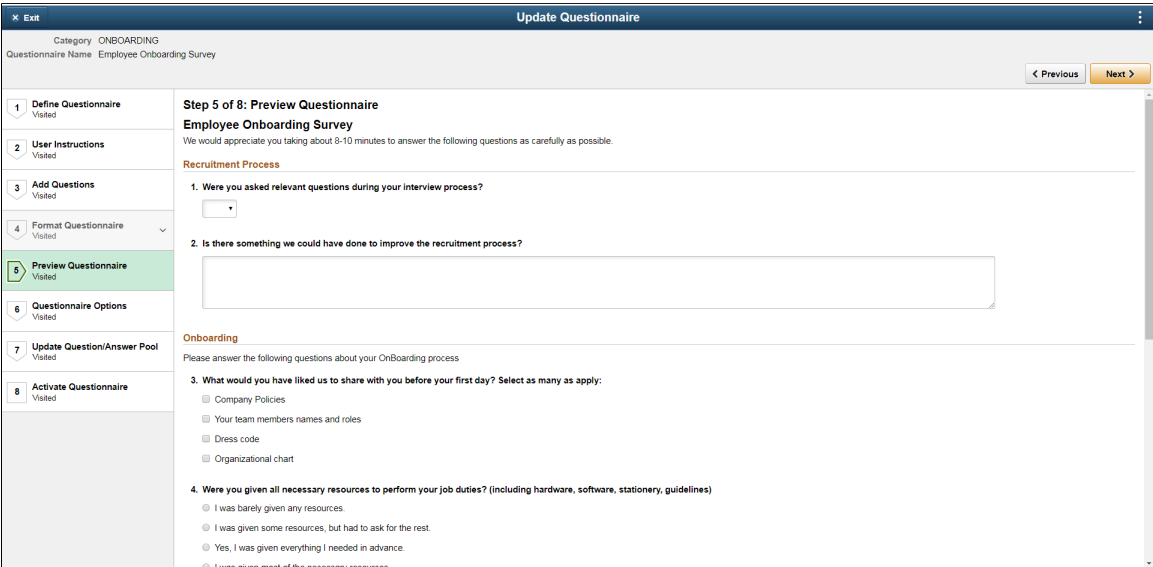 × Exit
Update Questionnaire
Category ONBOARDING
Questionnaire Name Employee Onboarding Survey
Previous
Next
1 Define Questionnaire
Visited
2 User Instructions
Visited
3 Add Questions
Visited
4 Format Questionnaire
Visited
5 Preview Questionnaire
Visited
6 Questionnaire Options
Visited
7 Update Question/Answer Pool
Visited
8 Activate Questionnaire
Visited
Step 5 of 8: Preview Questionnaire
Employee Onboarding Survey
We would appreciate you taking about 8-10 minutes to answer the following questions as carefully as possible.
Recruitment Process
1. Were you asked relevant questions during your interview process?
2. Is there something we could have done to improve the recruitment process?
Onboarding
Please answer the following questions about your OnBoarding process
3. What would you have liked us to share with you before your first day? Select as many as apply:
Company Policies
Your team members names and roles
Dress code
Organizational chart
4. Were you given all necessary resources to perform your job duties? (including hardware, software, stationery, guidelines)
I was barely given any resources.
I was given some resources, but had to ask for the rest.
Yes, I was given everything I needed in advance.
I was given most of the necessary resources